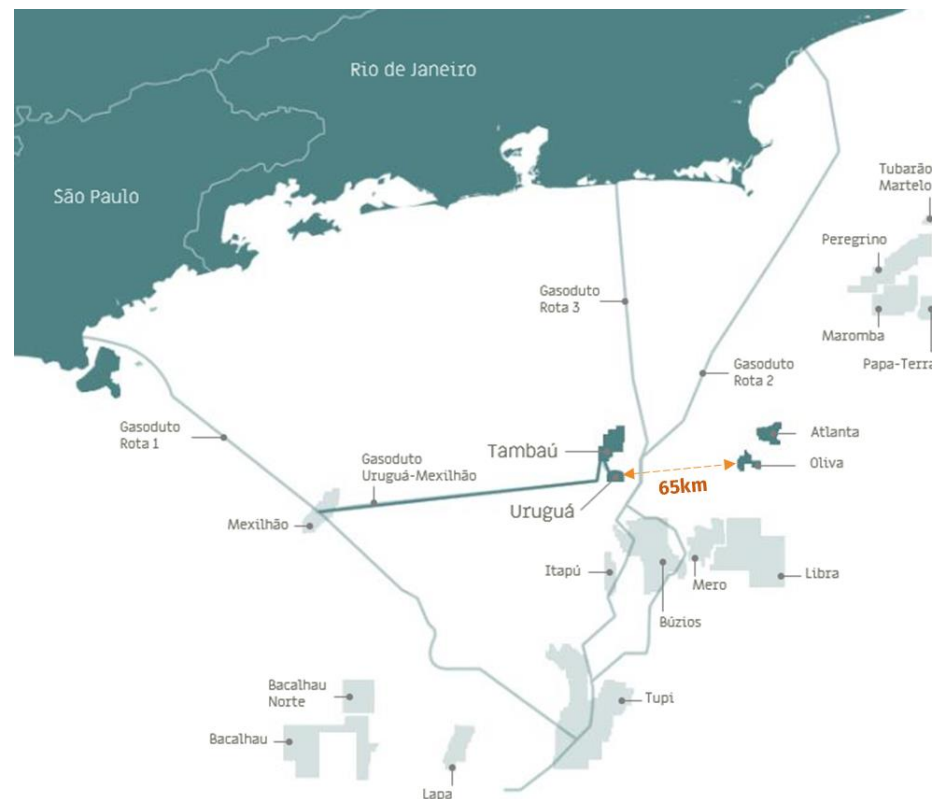 Rio de Janeiro
São Paulo
Tubarão
Martelo
Peregrino
Gasoduto
Rota 3
Maromba
Papa-Terra
Gasoduto
Rota 2
Gasoduto
Rota 1
Atlanta
Tambaú
Gasoduto
Uruguá-Mexilhão
Oliva
65km
Uruguá
Mexilhão
Itapú
Mero
Libra
Búzios
Bacalhau
Norte
Tupi
Bacalhau
Lapa